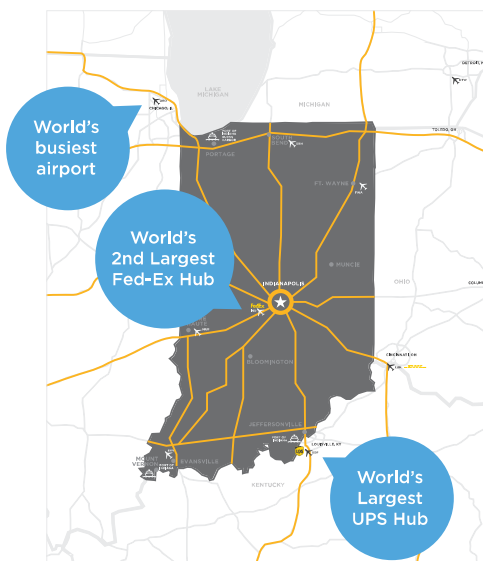 LAKE
MICHIGAN
MICHIGAN
DETROIT, MI
CHICAGO, IL
TOLEDO, OH
World's
busiest
airport
PORTAGE
SOUTH
BEND
FT. WAYNE
World's
2nd Largest
Fed-Ex Hub
MUNCIE
INDIANAPOLIS
OHIO
FedEx
BLOOMINGTON
CINCINNATI, OH
JEFFERSONVILLE
LOUISVILLE, KY
MOUNT
VERNON
EVANSVILLE
KENTUCKY
World's
Largest
UPS Hub